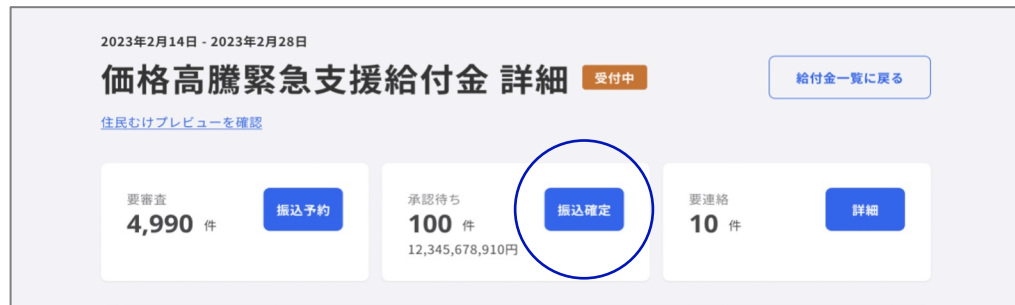 2023年2月14日 - 2023年2月28日
価格高騰緊急支援給付金 詳細 受付中
給付金一覧に戻る
住民むけプレビューを確認
要審査
4,990 件
振込予約
承認待ち
100 件
12,345,678,910円
振込確定
要連絡
10 件
詳細